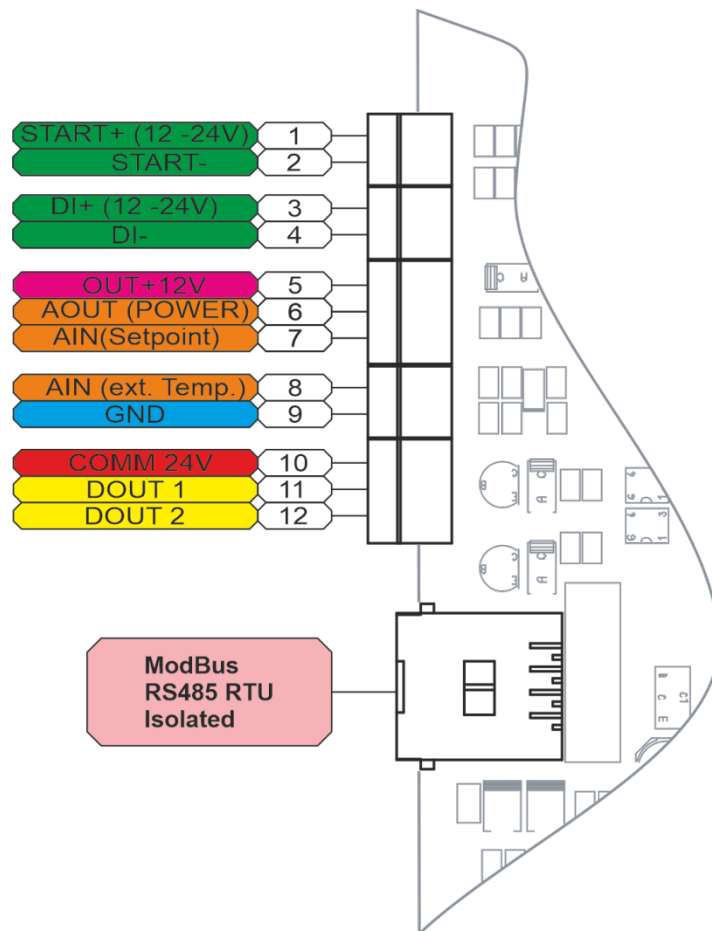 START+ (12 -24V) 1
START- 2
DI+ (12 -24V) 3
DI- 4
OUT+12V 5
AOUT (POWER) 6
AIN(Setpoint) 7
AIN (ext. Temp.) 8
GND 9
COMM 24V 10
DOUT 1 11
DOUT 2 12
ModBus
RS485 RTU
Isolated